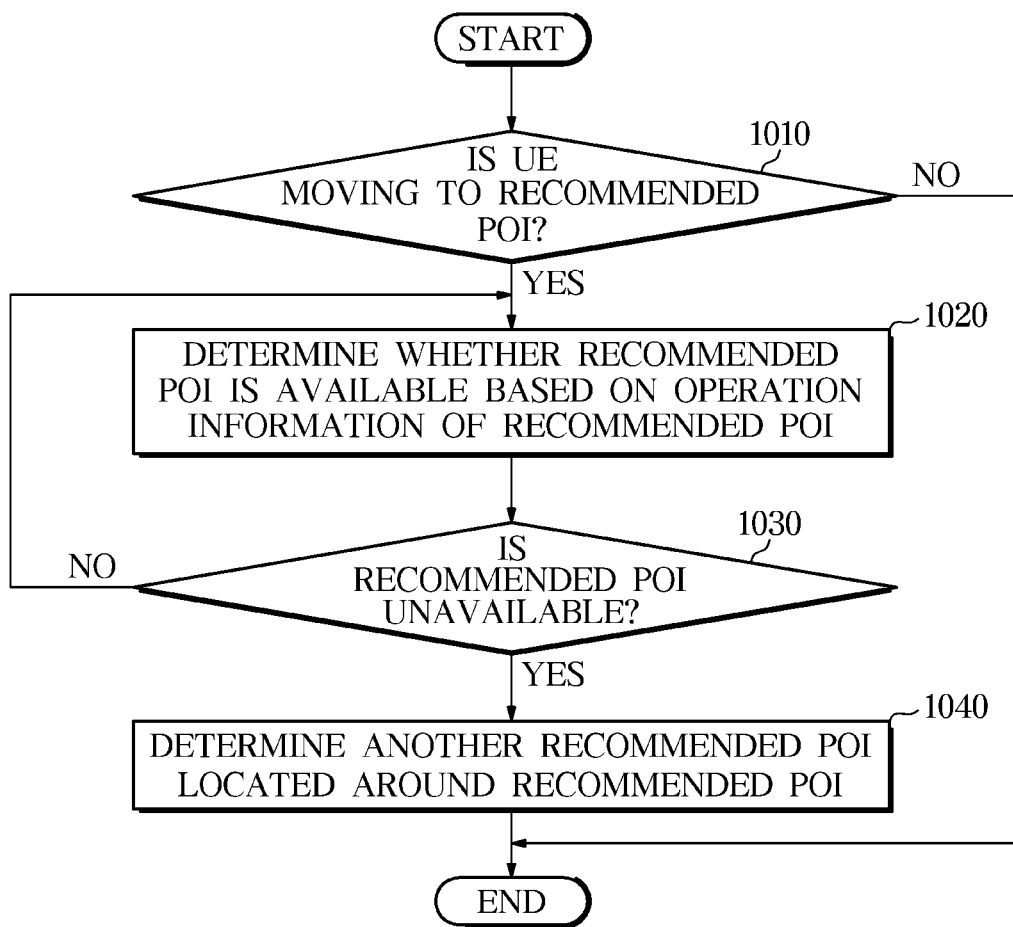 START
1010
IS UE
MOVING TO RECOMMENDED
POI?
NO
YES
1020
DETERMINE WHETHER RECOMMENDED
POI IS AVAILABLE BASED ON OPERATION
INFORMATION OF RECOMMENDED POI
1030
IS
RECOMMENDED POI
UNAVAILABLE?
NO
YES
1040
DETERMINE ANOTHER RECOMMENDED POI
LOCATED AROUND RECOMMENDED POI
END